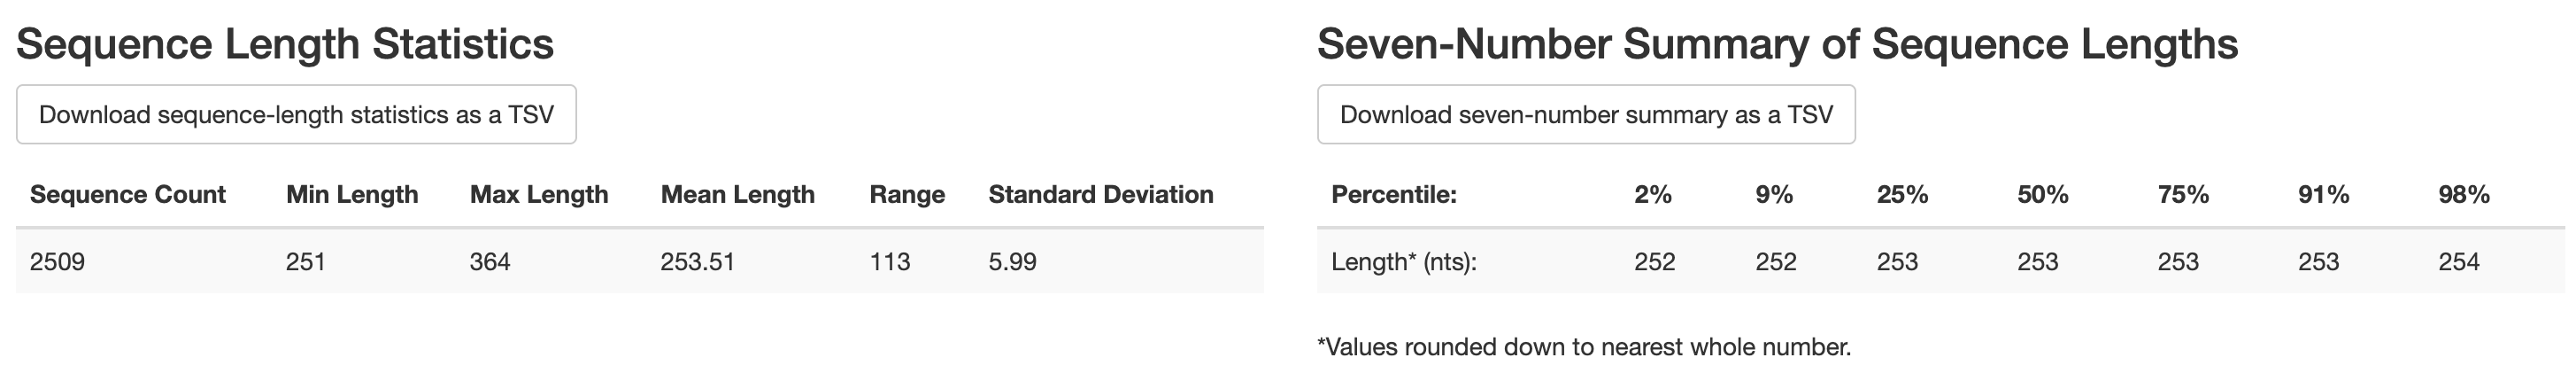 Sequence Length Statistics
Download sequence-length statistics as a TSV
Sequence Count Min Length Max Length Mean Length Range Standard Deviation
2509 251 364 253.51 113 5.99
Seven-Number Summary of Sequence Lengths
Download seven-number summary as a TSV
Percentile: 2% 9% 25% 50% 75% 91% 98%
Length* (nts): 252 252 253 253 253 253 254
*Values rounded down to nearest whole number.